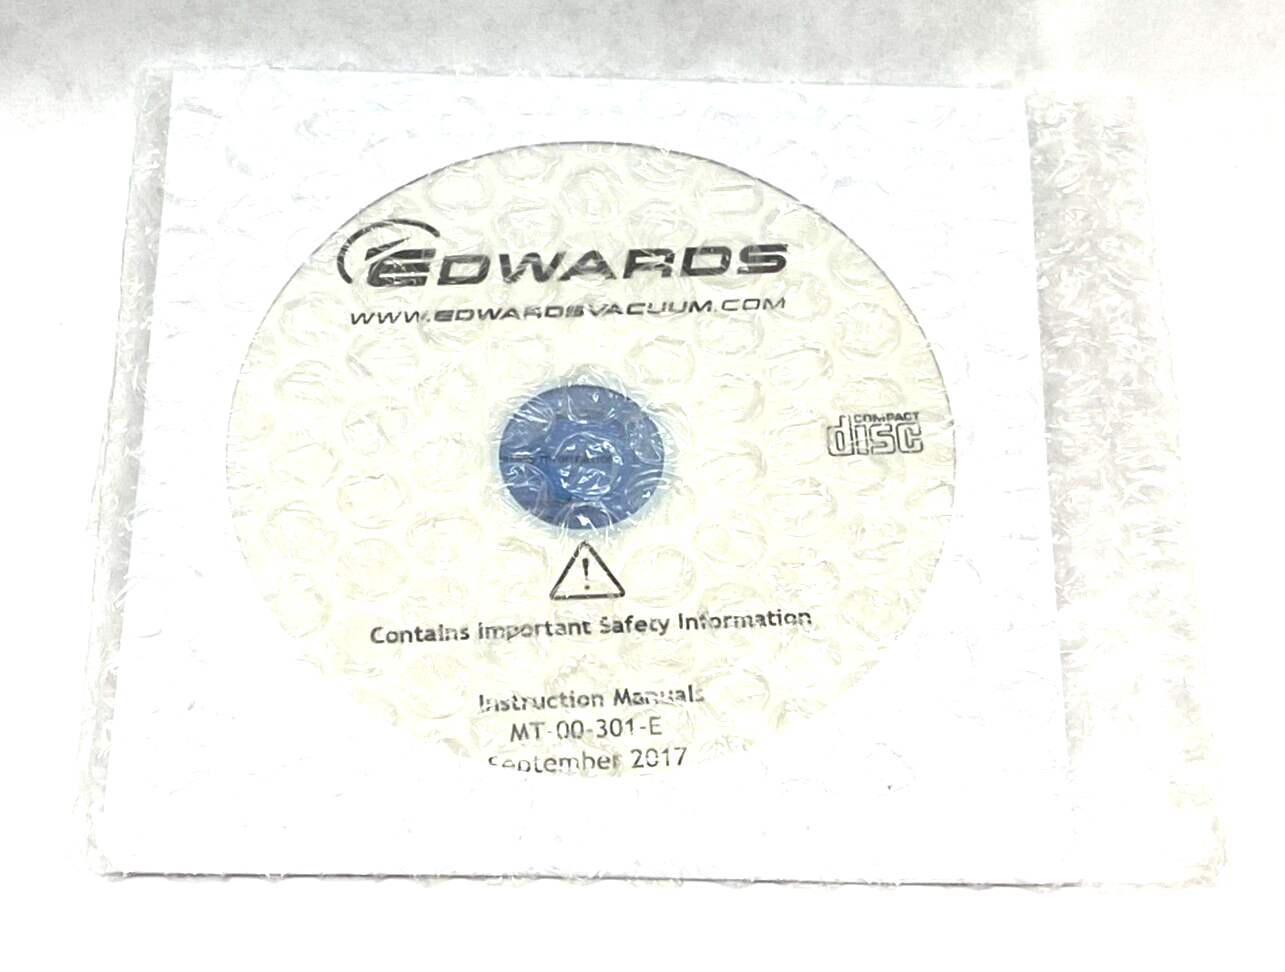 EDWARDS
WWW.EDWARDSVACUUM.COM
COMPACT
disc
!
Contains Important Safety Information
Instruction Manuals
MT-00-301-E
September 2017